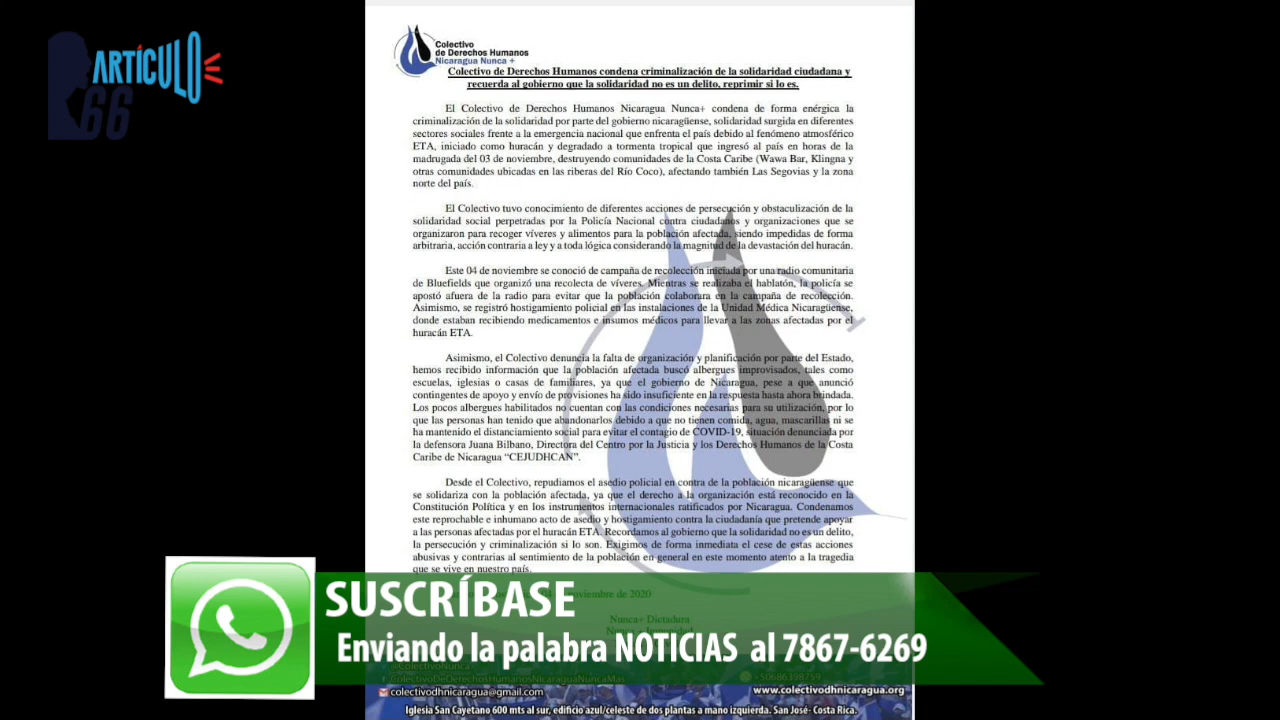 ARTÍCULO
66
Colectivo
de Derechos Humanos
Nicaragua Nunca +
Colectivo de Derechos Humanos condena criminalización de la solidaridad ciudadana y
recuerda al gobierno que la solidaridad no es un delito, reprimir si lo es.
El Colectivo de Derechos Humanos Nicaragua Nunca+ condena de forma enérgica la
criminalización de la solidaridad por parte del gobierno nicaragüense, solidaridad surgida en diferentes
sectores sociales frente a la emergencia nacional que enfrenta el país debido al fenómeno atmosférico
ETA, iniciado como huracán y degradado a tormenta tropical que ingresó al país en horas de la
madrugada del 03 de noviembre, destruyendo comunidades de la Costa Caribe (Wawa Bar, Klingna y
otras comunidades ubicadas en las riberas del Río Coco), afectando también Las Segovias y la zona
norte del país.
El Colectivo tuvo conocimiento de diferentes acciones de persecución y obstaculización de la
solidaridad social perpetradas por la Policía Nacional contra ciudadanos y organizaciones que se
organizaron para recoger víveres y alimentos para la población afectada, siendo impedidas de forma
arbitraria, acción contraria a ley y a toda lógica considerando la magnitud de la devastación del huracán.
Este 04 de noviembre se conoció de campaña de recolección iniciada por una radio comunitaria
de Bluefields que organizó una recolecta de víveres. Mientras se realizaba el hablatón, la policía se
apostó afuera de la radio para evitar que la población colaborara en la campaña de recolección.
Asimismo, se registró hostigamiento policial en las instalaciones de la Unidad Médica Nicaragüense,
donde estaban recibiendo medicamentos e insumos médicos para llevar a las zonas afectadas por el
huracán ETA.
Asimismo, el Colectivo denuncia la falta de organización y planificación por parte del Estado,
hemos recibido información que la población afectada buscó albergues improvisados, tales como
escuelas, iglesias o casas de familiares, ya que el gobierno de Nicaragua, pese a que anunció
contingentes de apoyo y envío de provisiones ha sido insuficiente en la respuesta hasta ahora brindada.
Los pocos albergues habilitados no cuentan con las condiciones necesarias para su utilización, por lo
que las personas han tenido que abandonarlos debido a que no tienen comida, agua, mascarillas ni se
ha mantenido el distanciamiento social para evitar el contagio de COVID-19, situación denunciada por
la defensora Juana Bilbano, Directora del Centro por la Justicia y los Derechos Humanos de la Costa
Caribe de Nicaragua “CEJUDHCAN”.
Desde el Colectivo, repudiamos el asedio policial en contra de la población nicaragüense que
se solidariza con la población afectada, ya que el derecho a la organización está reconocido en la
Constitución Política y en los instrumentos internacionales ratificados por Nicaragua. Condenamos
este reprochable e inhumano acto de asedio y hostigamiento contra la ciudadanía que pretende apoyar
a las personas afectadas por el huracán ETA. Recordamos al gobierno que la solidaridad no es un delito,
la persecución y criminalización si lo son. Exigimos de forma inmediata el cese de estas acciones
abusivas y contrarias al sentimiento de la población en general en este momento atento a la tragedia
que se vive en nuestro país.
noviembre de 2020
Nunca+ Dictadura
SUSCRÍBASE
Enviando la palabra NOTICIAS al 7867-6269
@ColectivoNunca
ColectivoDeDerechosHumanosNicaraguaNuncaMas
+50686398759
colectivodhnicaragua@gmail.com
www.colectivodhnicaragua.org
Iglesia San Cayetano 600 mts al sur, edificio azul/celeste de dos plantas a mano izquierda. San José- Costa Rica.